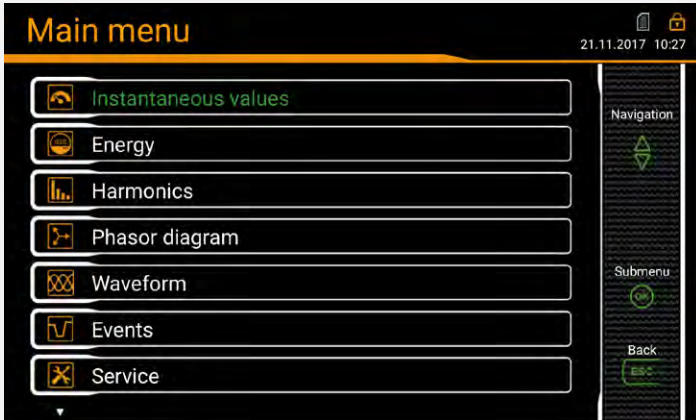 Main menu
21.11.2017 10:27
Instantaneous values
Navigation
Energy
Harmonics
Phasor diagram
Waveform
Submenu
OK
Events
Back
ESC
Service